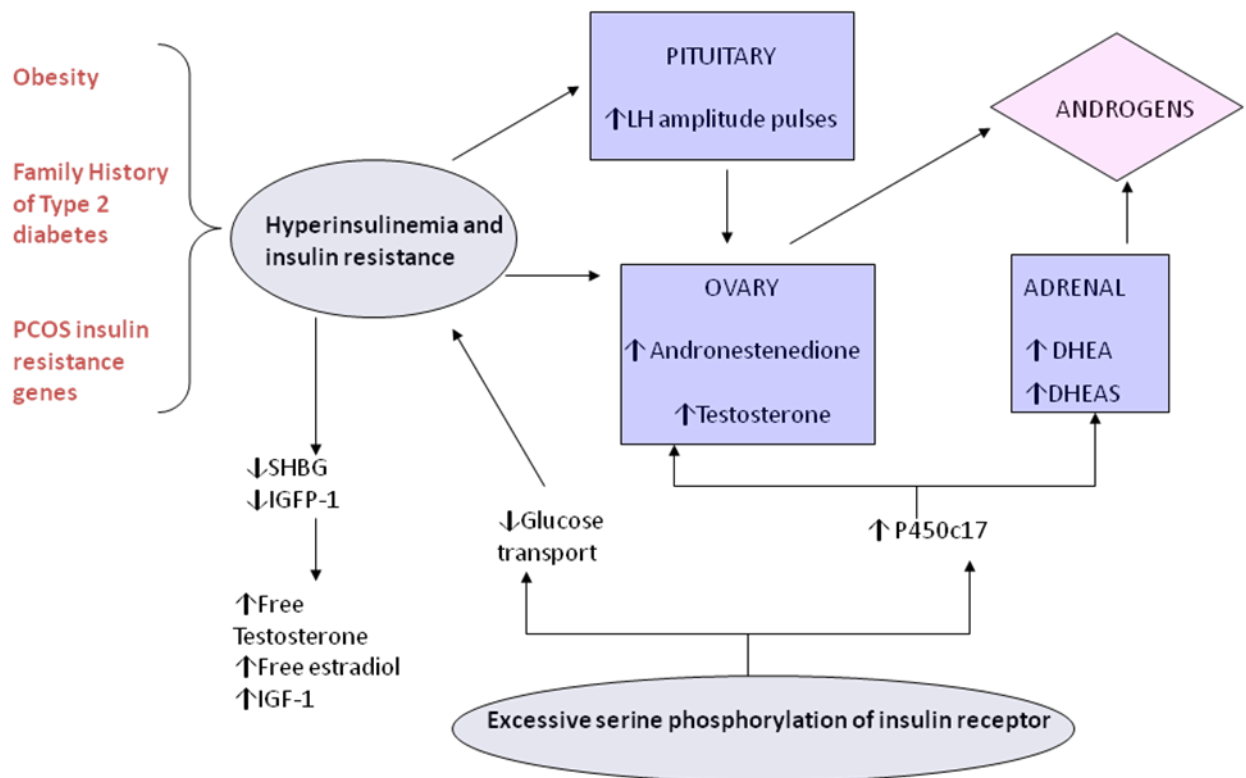 Obesity
Family History
of Type 2
diabetes
PCOS insulin
resistance
genes
Hyperinsulinemia and
insulin resistance
PITUITARY
↑LH amplitude pulses
ANDROGENS
OVARY
↑ Andronestenedione
↑Testosterone
ADRENAL
↑ DHEA
↑DHEAS
↓SHBG
↓IGFP-1
↑Free
Testosterone
↑Free estradiol
↑IGF-1
↓Glucose
transport
↑ P450c17
Excessive serine phosphorylation of insulin receptor